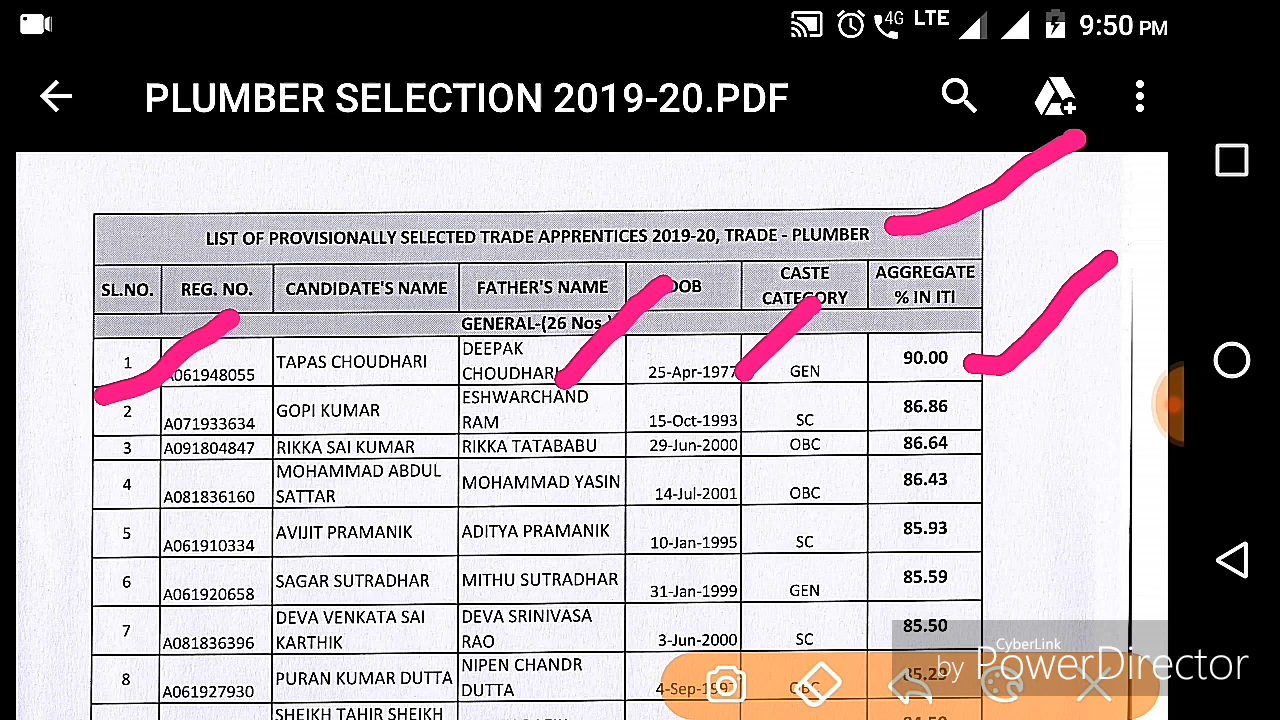 4G LTE 9:50 PM
PLUMBER SELECTION 2019-20.PDF
LIST OF PROVISIONALLY SELECTED TRADE APPRENTICES 2019-20, TRADE - PLUMBER
SL.NO. REG. NO. CANDIDATE'S NAME FATHER'S NAME DOB CASTE CATEGORY AGGREGATE % IN ITI
GENERAL-(26 Nos.)
1 A061948055 TAPAS CHOUDHARI DEEPAK CHOUDHARI 25-Apr-1977 GEN 90.00
2 A071933634 GOPI KUMAR ESHWARCHAND RAM 15-Oct-1993 SC 86.86
3 A091804847 RIKKA SAI KUMAR RIKKA TATABABU 29-Jun-2000 OBC 86.64
4 A081836160 MOHAMMAD ABDUL SATTAR MOHAMMAD YASIN 14-Jul-2001 OBC 86.43
5 A061910334 AVIJIT PRAMANIK ADITYA PRAMANIK 10-Jan-1995 SC 85.93
6 A061920658 SAGAR SUTRADHAR MITHU SUTRADHAR 31-Jan-1999 GEN 85.59
7 A081836396 DEVA VENKATA SAI KARTHIK DEVA SRINIVASA RAO 3-Jun-2000 SC 85.50
8 A061927930 PURAN KUMAR DUTTA NIPEN CHANDR DUTTA OBC
SHEIKH TAHIR SHEIKH
CyberLink
by PowerDirector